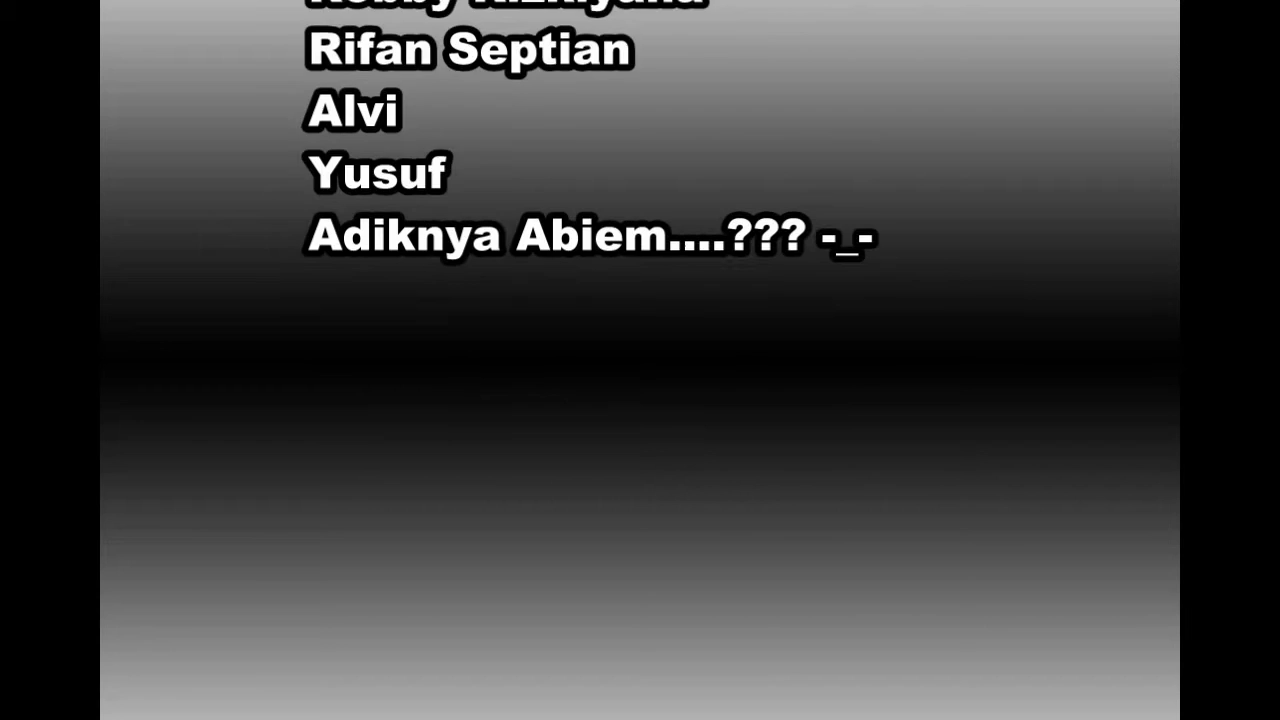 Rifan Septian
Alvi
Yusuf
Adiknya Abiem....??? -_-